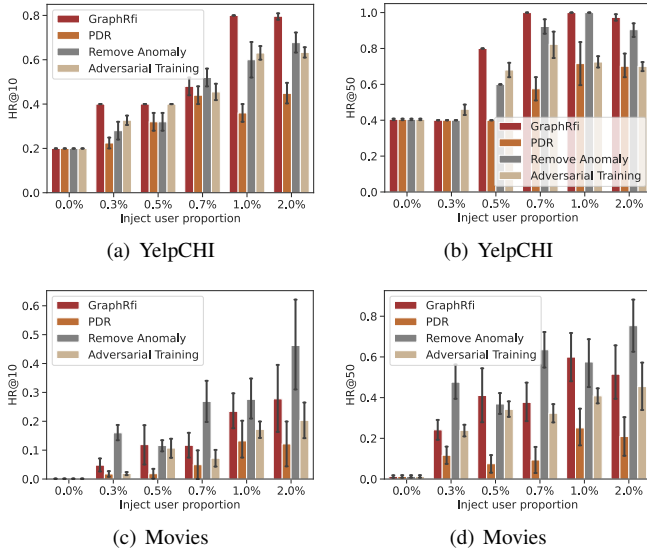 0.8
0.6
0.4
0.2
0.0
HR@10
GraphRfi
PDR
Remove Anomaly
Adversarial Training
0.0% 0.3% 0.5% 0.7% 1.0% 2.0%
Inject user proportion
(a) YelpCHI
1.0
0.8
0.6
0.4
0.2
0.0
HR@50
GraphRfi
PDR
Remove Anomaly
Adversarial Training
0.0% 0.3% 0.5% 0.7% 1.0% 2.0%
Inject user proportion
(b) YelpCHI
0.6
0.5
0.4
0.3
0.2
0.1
0.0
HR@10
GraphRfi
PDR
Remove Anomaly
Adversarial Training
0.0% 0.3% 0.5% 0.7% 1.0% 2.0%
Inject user proportion
(c) Movies
0.8
0.6
0.4
0.2
0.0
HR@50
GraphRfi
PDR
Remove Anomaly
Adversarial Training
0.0% 0.3% 0.5% 0.7% 1.0% 2.0%
Inject user proportion
(d) Movies